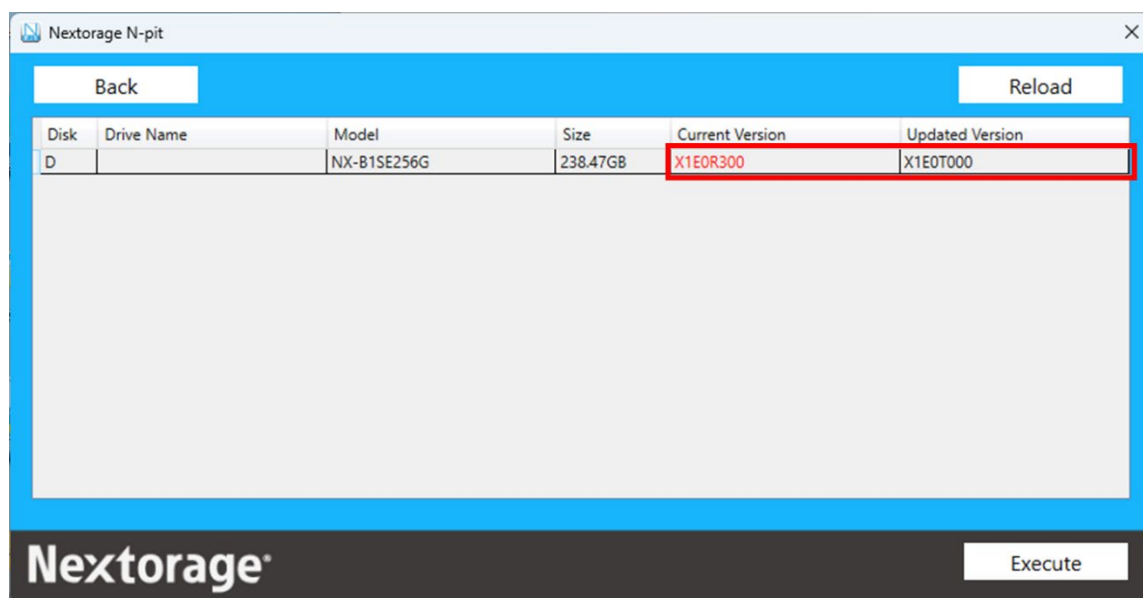 Nextorage N-pit
Back
Reload
Disk Drive Name Model Size Current Version Updated Version
D NX-B1SE256G 238.47GB X1E0R300 X1E0T000
Nextorage
Execute